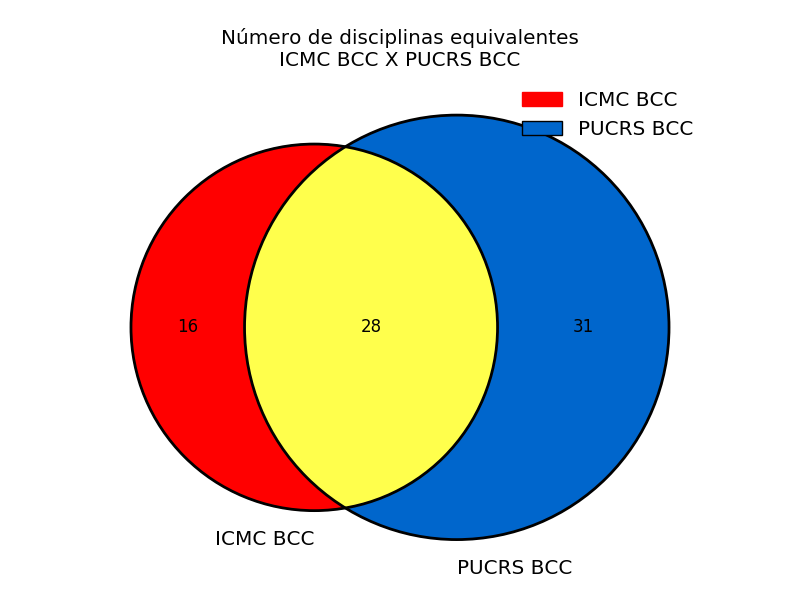 Número de disciplinas equivalentes
ICMC BCC X PUCRS BCC
ICMC BCC
PUCRS BCC
16
28
31
ICMC BCC
PUCRS BCC